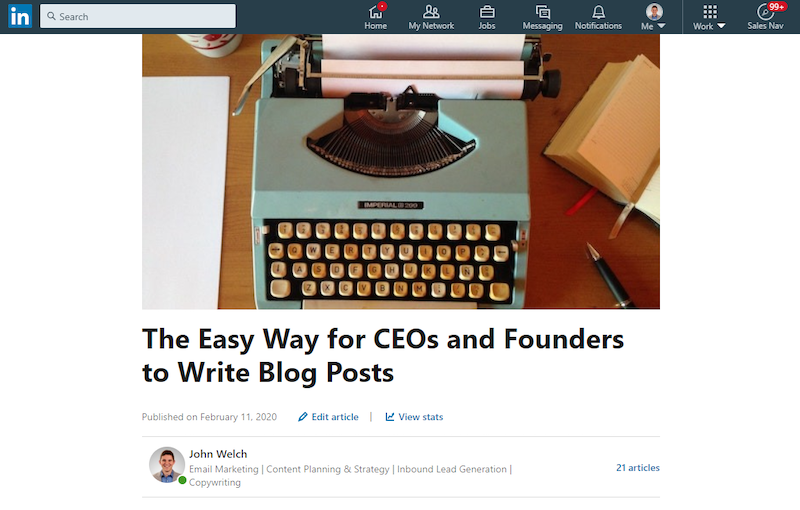 in
Search
Home
My Network
Jobs
Messaging
Notifications
Me
Work
99+
Sales Nav
IMPERIAL 200
Q W E R T Y U I O P
A S D F G H J K L Ñ
Z X C V B N M
The Easy Way for CEOs and Founders
to Write Blog Posts
Published on February 11, 2020 Edit article | View stats
John Welch
Email Marketing | Content Planning & Strategy | Inbound Lead Generation |
Copywriting
21 articles